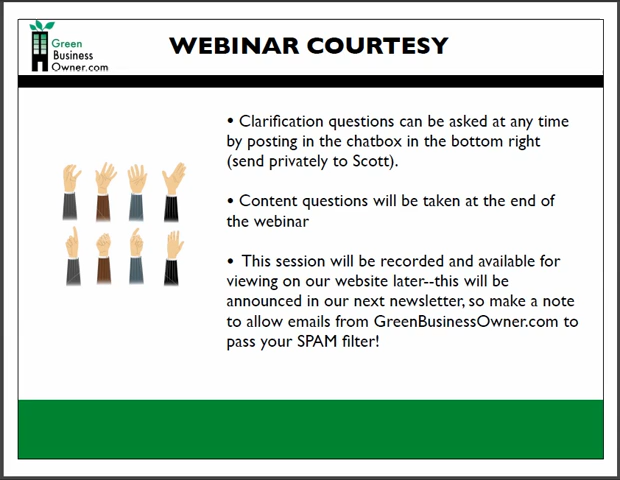 Green
Business
Owner.com
WEBINAR COURTESY
• Clarification questions can be asked at any time
by posting in the chatbox in the bottom right
(send privately to Scott).
• Content questions will be taken at the end of
the webinar
• This session will be recorded and available for
viewing on our website later--this will be
announced in our next newsletter, so make a note
to allow emails from GreenBusinessOwner.com to
pass your SPAM filter!